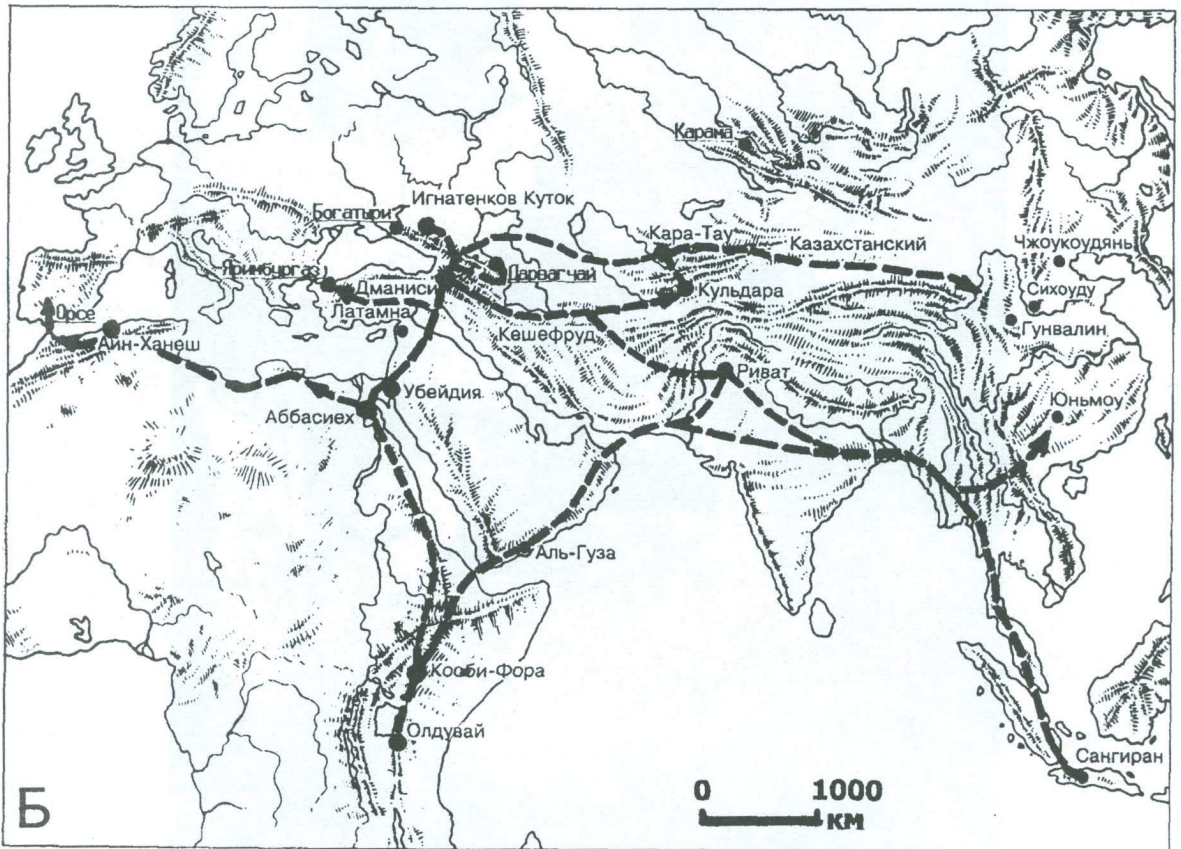 Карама
Игнатенков Куток
Богатыри
Кара-Тау
Казахстанский
Чжоукоудянь
Яримбургаз
Дарвагчай
Дманиси
Кульдара
Сихоуду
Орсе
Латамна
Гунвалин
Айн-Ханеш
Кешефруд
Риват
Убейдия
Юньмоу
Аббасиех
Аль-Гуза
Кооби-Фора
Олдувай
Сангиран
0 1000
км
Б